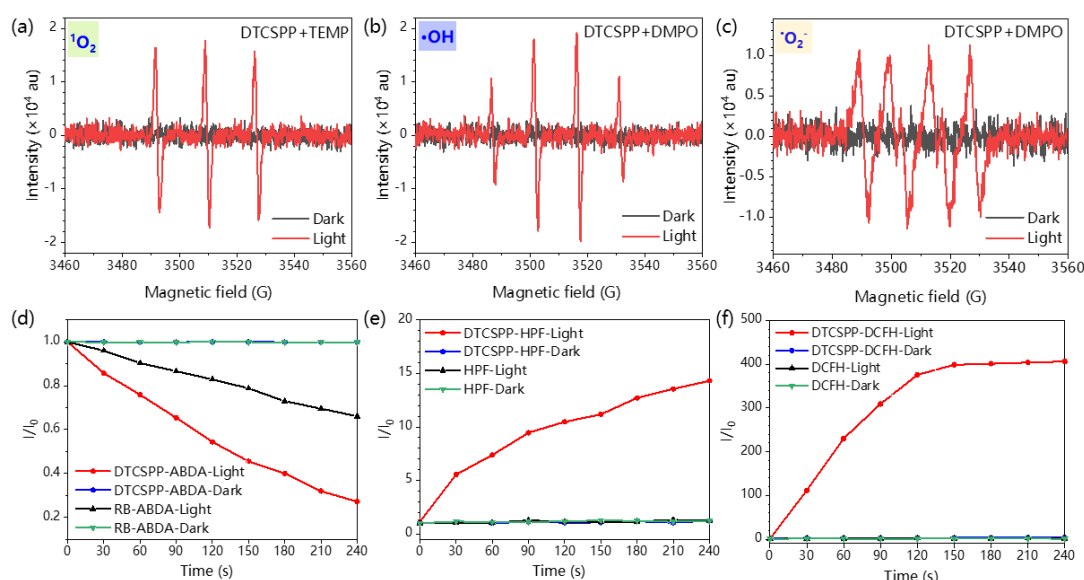 (a)
¹O₂
DTCSPP+TEMP
Intensity (× 10⁴ au)
2
1
0
-1
-2
Dark
Light
3460 3480 3500 3520 3540 3560
Magnetic field (G)
(b)
•OH
DTCSPP+DMPO
Intensity (× 10⁴ au)
2
1
0
-1
-2
Dark
Light
3460 3480 3500 3520 3540 3560
Magnetic field (G)
(c)
•O₂⁻
DTCSPP+DMPO
Intensity (× 10⁴ au)
1.0
0.5
0.0
-0.5
-1.0
Dark
Light
3460 3480 3500 3520 3540 3560
Magnetic field (G)
(d)
I/I₀
1.0
0.8
0.6
0.4
0.2
DTCSPP-ABDA-Light
DTCSPP-ABDA-Dark
RB-ABDA-Light
RB-ABDA-Dark
0 30 60 90 120 150 180 210 240
Time (s)
(e)
I/I₀
20
15
10
5
0
DTCSPP-HPF-Light
DTCSPP-HPF-Dark
HPF-Light
HPF-Dark
0 30 60 90 120 150 180 210 240
Time (s)
(f)
I/I₀
500
400
300
200
100
0
DTCSPP-DCFH-Light
DTCSPP-DCFH-Dark
DCFH-Light
DCFH-Dark
0 30 60 90 120 150 180 210 240
Time (s)